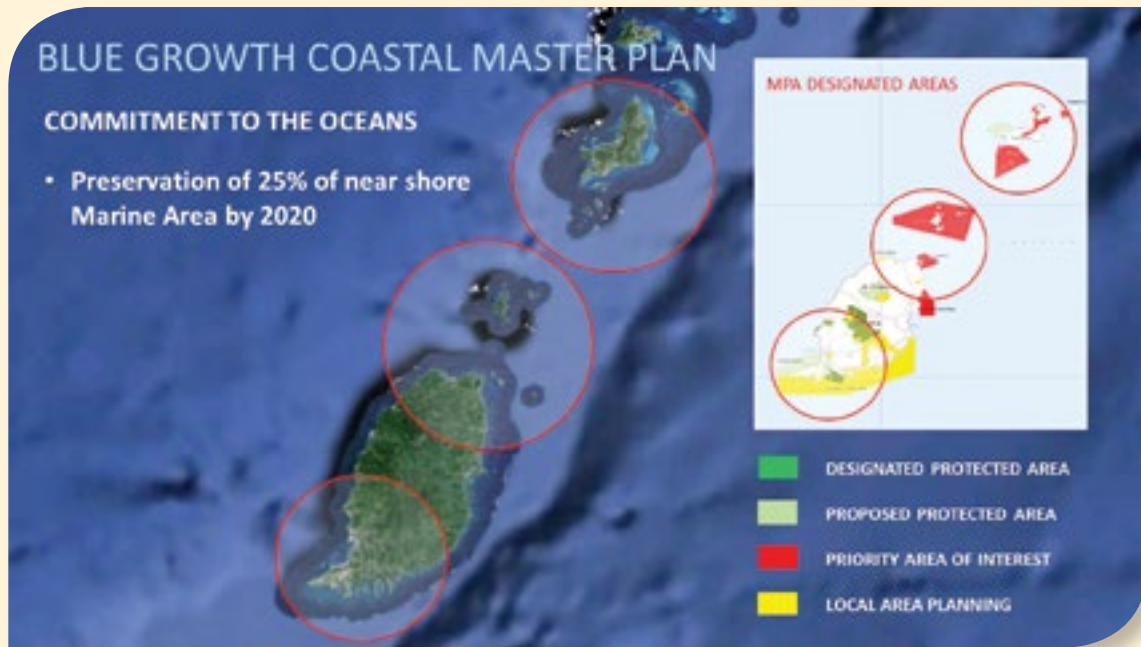 BLUE GROWTH COASTAL MASTER PLAN
COMMITMENT TO THE OCEANS
• Preservation of 25% of near shore
Marine Area by 2020
MPA DESIGNATED AREAS
DESIGNATED PROTECTED AREA
PROPOSED PROTECTED AREA
PRIORITY AREA OF INTEREST
LOCAL AREA PLANNING